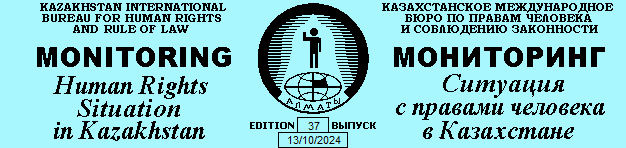 KAZAKHSTAN INTERNATIONAL
BUREAU FOR HUMAN RIGHTS
AND RULE OF LAW
MONITORING
Human Rights
Situation
in Kazakhstan
АЛМАТЫ
EDITION 37 ВЫПУСК
13/10/2024
КАЗАХСТАНСКОЕ МЕЖДУНАРОДНОЕ
БЮРО ПО ПРАВАМ ЧЕЛОВЕКА
И СОБЛЮДЕНИЮ ЗАКОННОСТИ
МОНИТОРИНГ
Ситуация
с правами человека
в Казахстане